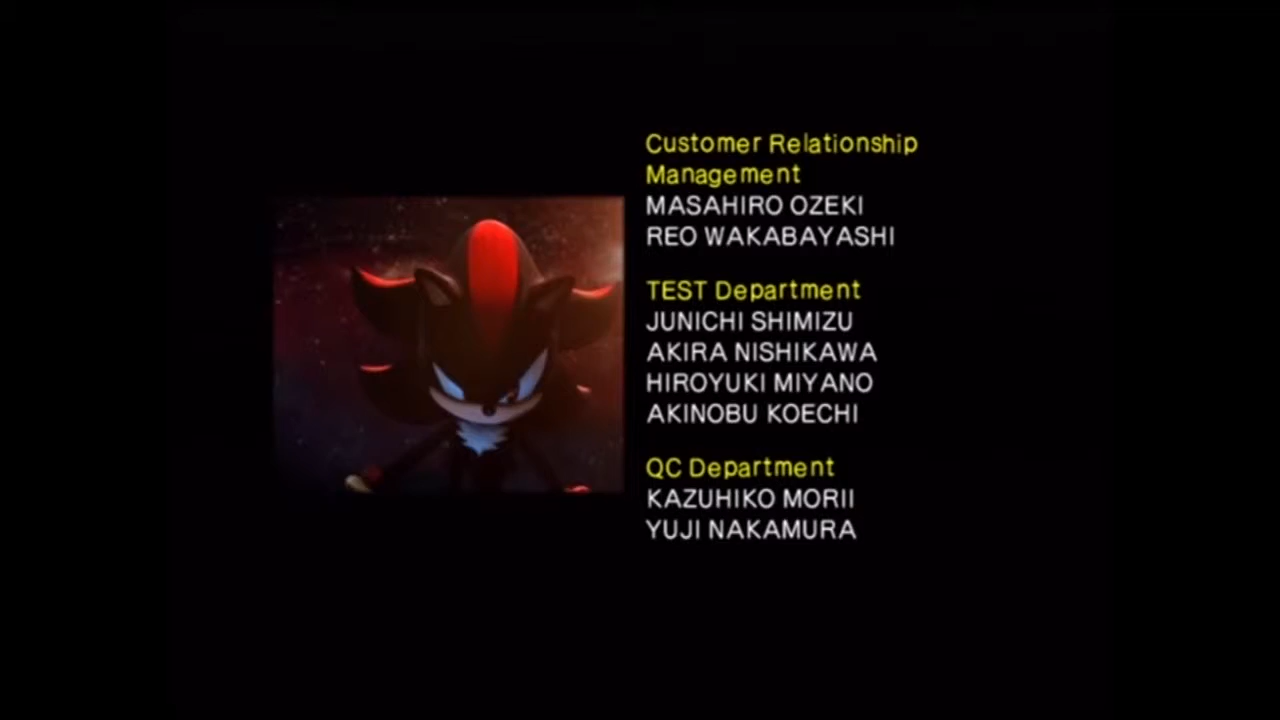 Customer Relationship
Management
MASAHIRO OZEKI
REO WAKABAYASHI
TEST Department
JUNICHI SHIMIZU
AKIRA NISHIKAWA
HIROYUKI MIYANO
AKINOBU KOECHI
QC Department
KAZUHIKO MORII
YUJI NAKAMURA